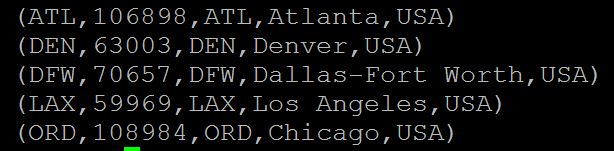 (ATL,106898,ATL,Atlanta,USA)
(DEN,63003,DEN,Denver,USA)
(DFW,70657,DFW,Dallas-Fort Worth,USA)
(LAX,59969,LAX,Los Angeles,USA)
(ORD,108984,ORD,Chicago,USA)